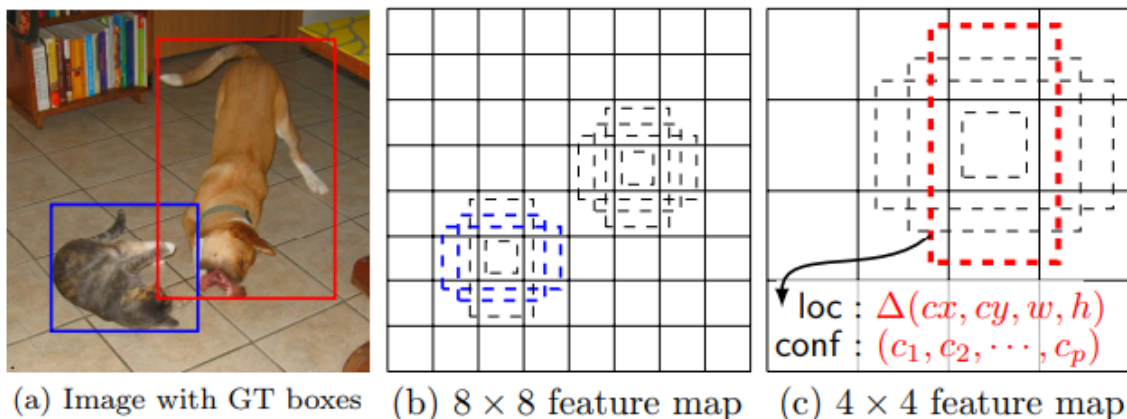 loc : Δ(cx, cy, w, h)
conf : (c₁, c₂, ⋯, cₚ)
(a) Image with GT boxes (b) 8 × 8 feature map (c) 4 × 4 feature map